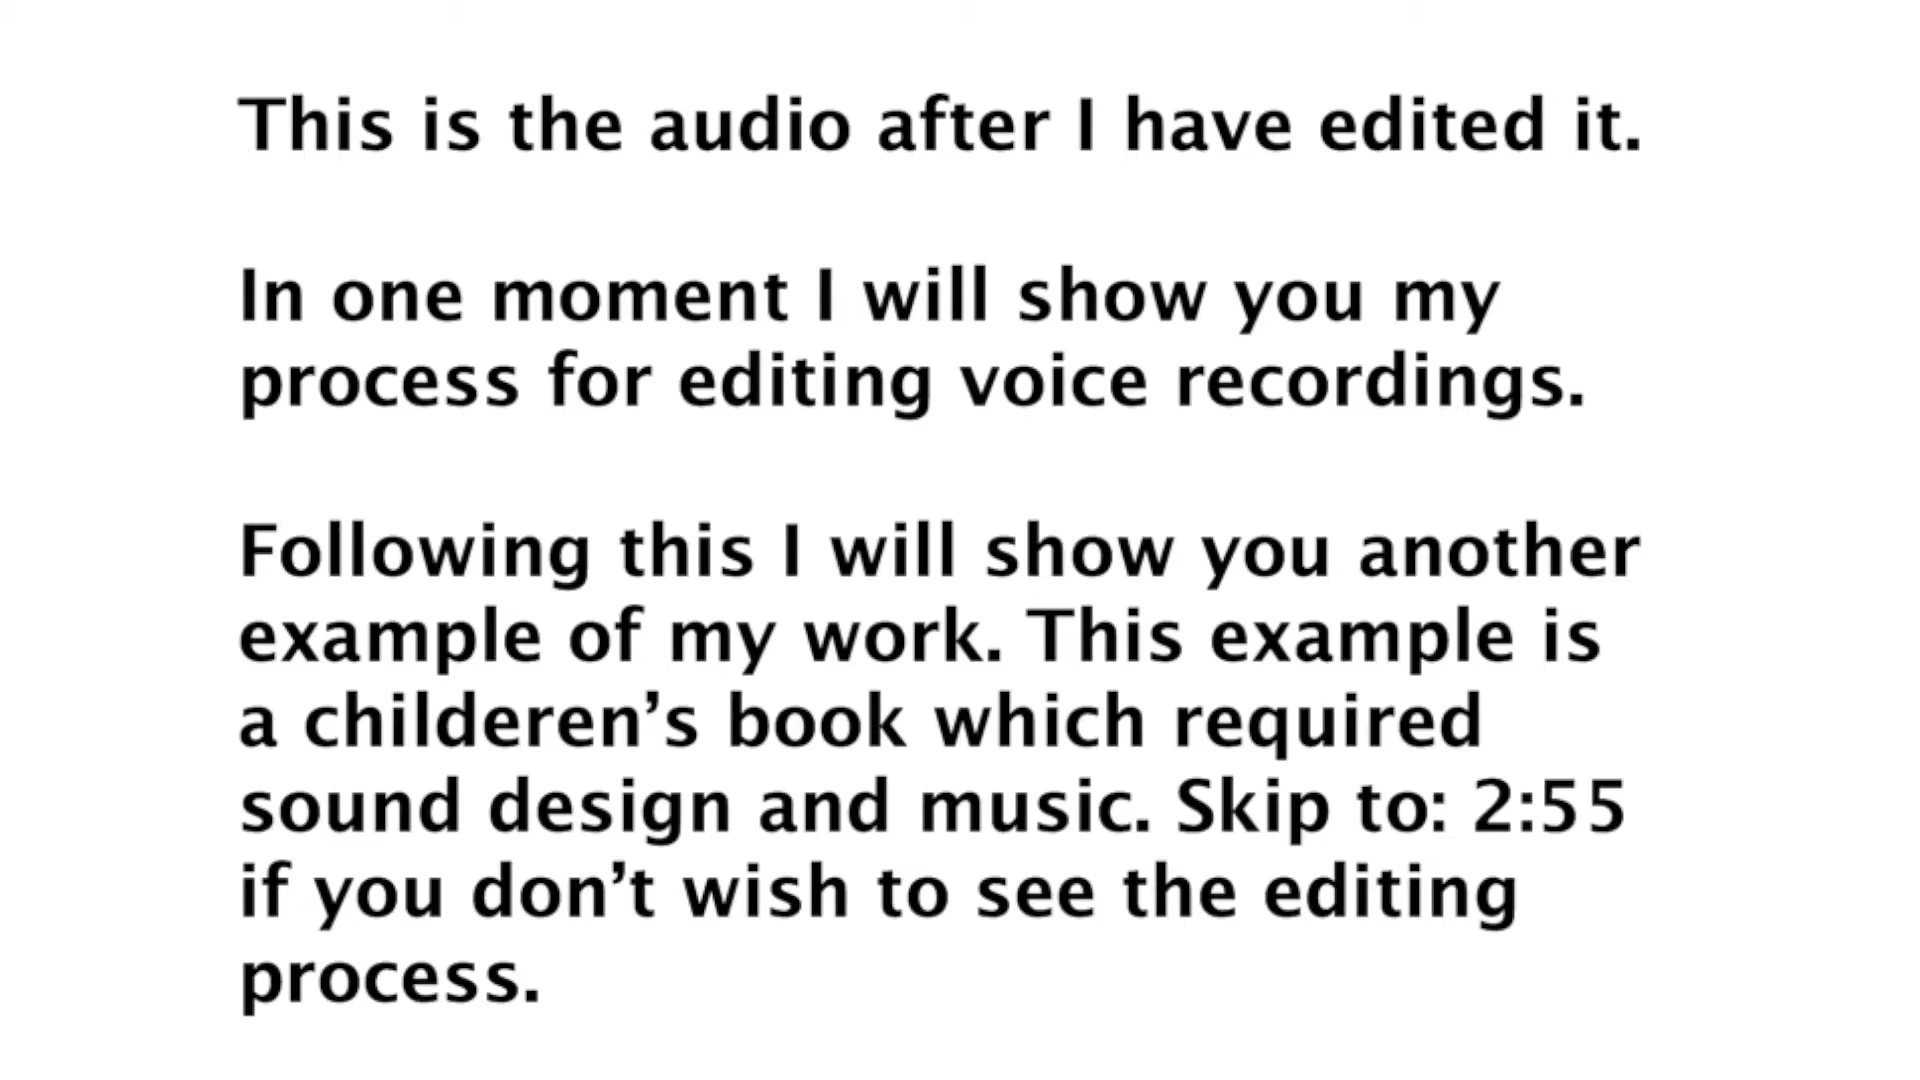 This is the audio after I have edited it.
In one moment I will show you my
process for editing voice recordings.
Following this I will show you another
example of my work. This example is
a childeren’s book which required
sound design and music. Skip to: 2:55
if you don’t wish to see the editing
process.